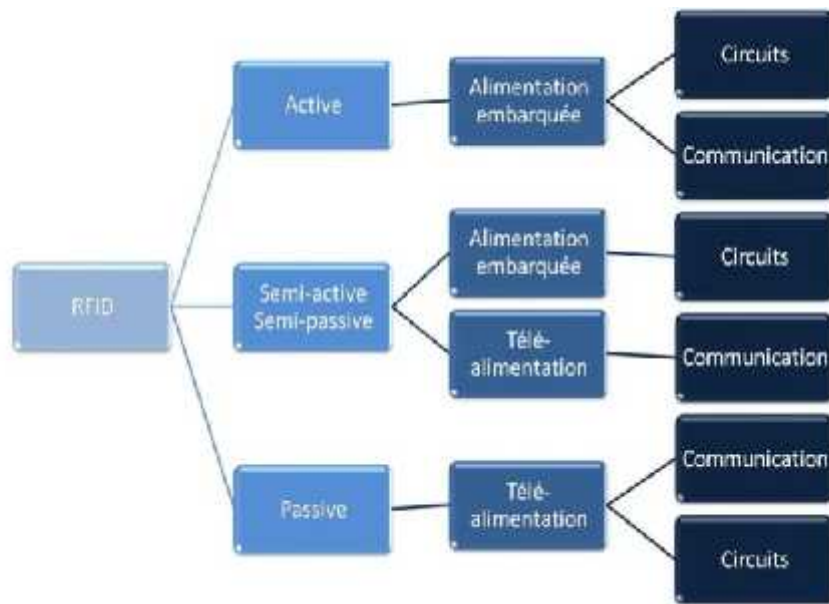 RFID
Active
Alimentation
embarquée
Circuits
Communication
Semi-active
Semi-passive
Alimentation
embarquée
Circuits
Télé-
alimentation
Communication
Passive
Télé-
alimentation
Communication
Circuits